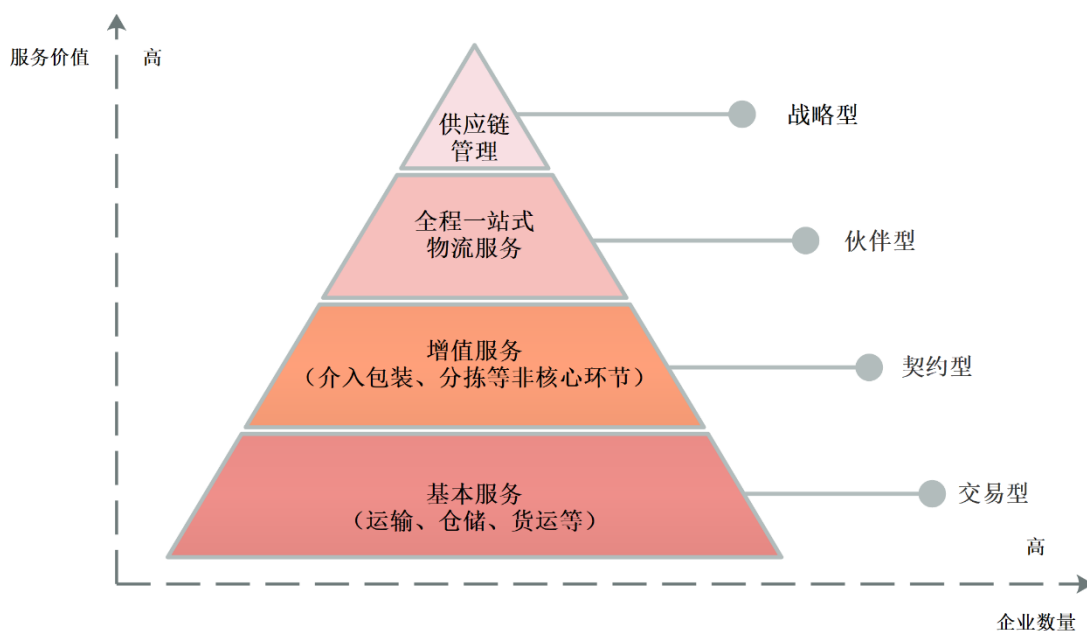 服务价值
高
供应链
管理
战略型
全程一站式
物流服务
伙伴型
增值服务
（介入包装、分拣等非核心环节）
契约型
基本服务
（运输、仓储、货运等）
交易型
高
企业数量